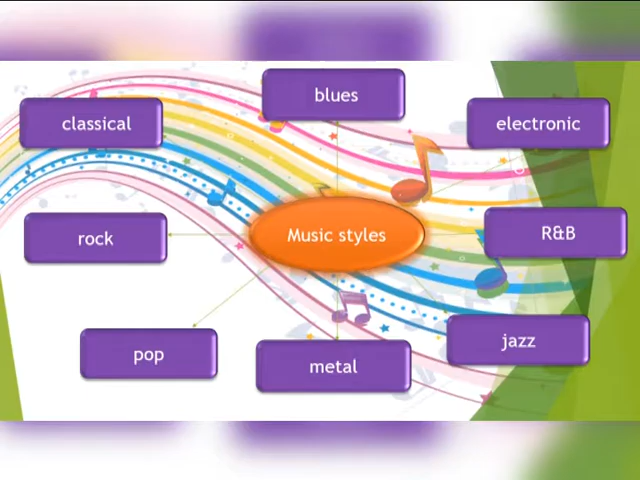 blues
classical
electronic
rock
Music styles
R&B
pop
metal
jazz